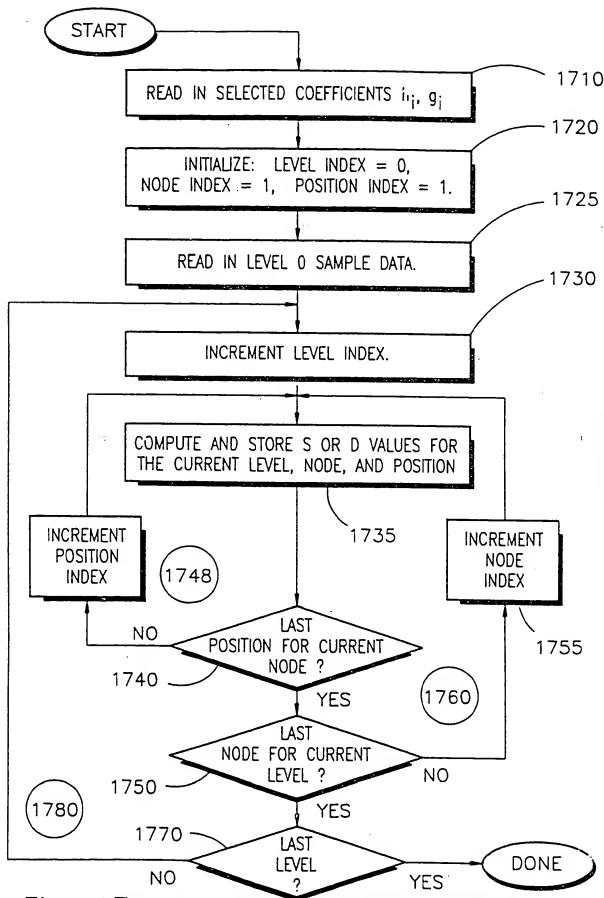 START
READ IN SELECTED COEFFICIENTS
1710
INITIALIZE: LEVEL INDEX = 0,
NODE INDEX = 1, POSITION INDEX = 1.
1720
READ IN LEVEL 0 SAMPLE DATA.
1725
INCREMENT LEVEL INDEX.
1730
COMPUTE AND STORE S OR D VALUES FOR
THE CURRENT LEVEL, NODE, AND POSITION
1735
INCREMENT
POSITION
INDEX
1748
INCREMENT
NODE
INDEX
1755
LAST
POSITION FOR CURRENT
NODE ?
NO
1740
YES
1760
LAST
NODE FOR CURRENT
LEVEL ?
NO
1750
YES
1780
1770
LAST
LEVEL
?
NO
YES
DONE